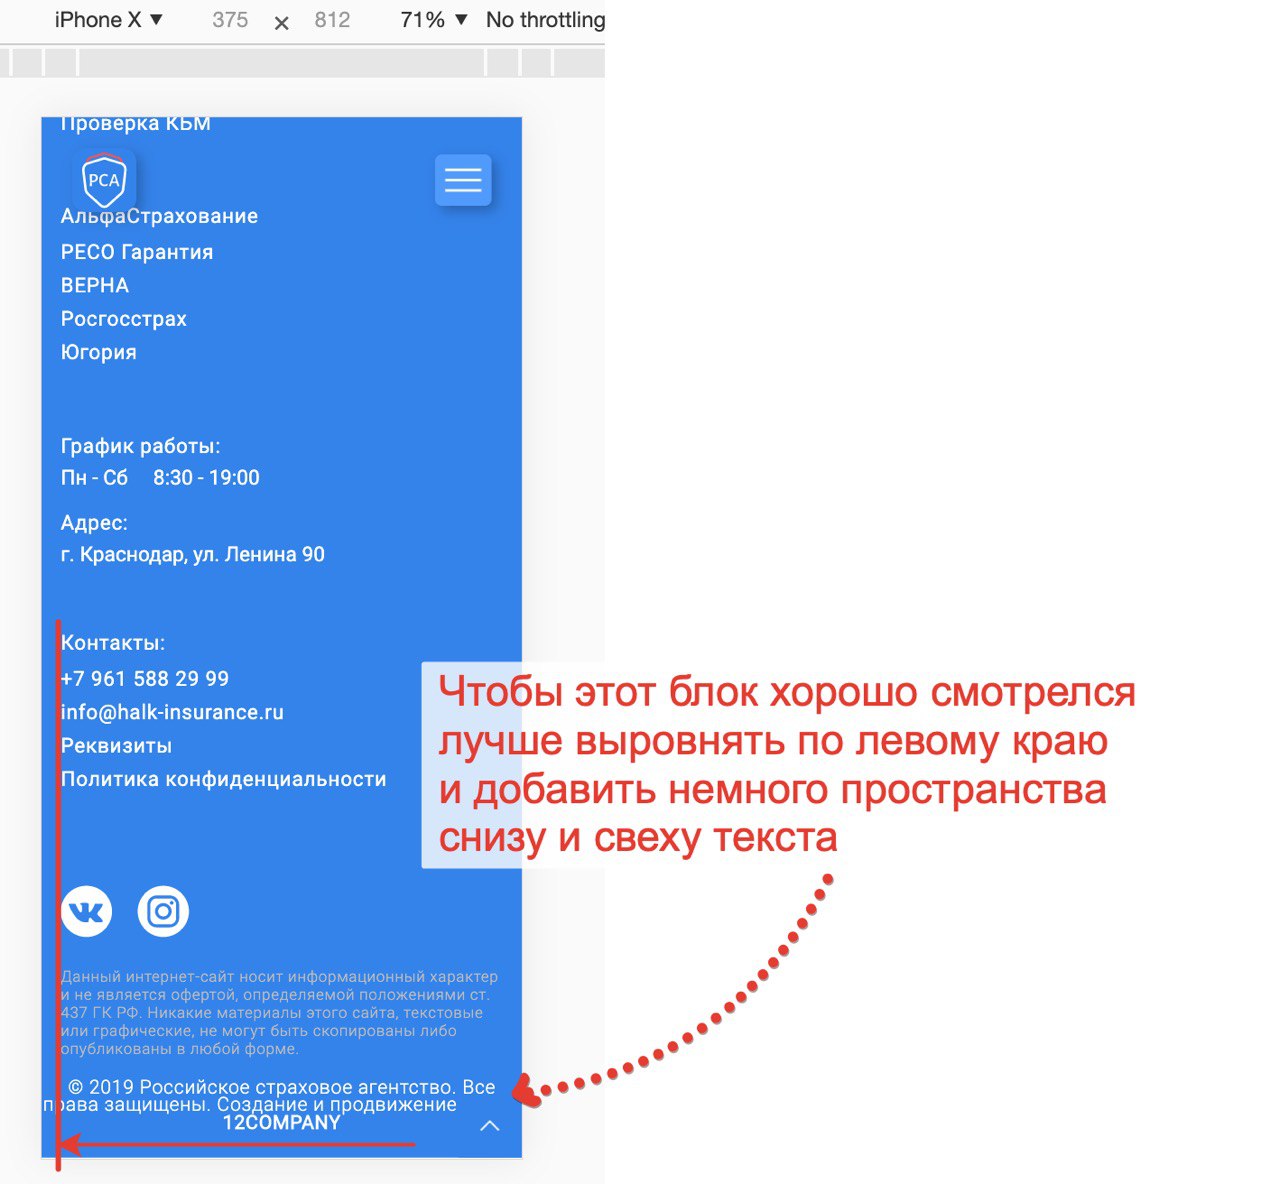 iPhone X ▼ 375 × 812 71% ▼ No throttling
Проверка КБМ
РСА
АльфаСтрахование
РЕСО Гарантия
ВЕРНА
Росгосстрах
Югория
График работы:
Пн - Сб 8:30 - 19:00
Адрес:
г. Краснодар, ул. Ленина 90
Контакты:
+7 961 588 29 99
info@halk-insurance.ru
Реквизиты
Политика конфиденциальности
Чтобы этот блок хорошо смотрелся
лучше выровнять по левому краю
и добавить немного пространства
снизу и свеху текста
Данный интернет-сайт носит информационный характер
и не является офертой, определяемой положениями ст.
437 ГК РФ. Никакие материалы этого сайта, текстовые
или графические, не могут быть скопированы либо
опубликованы в любой форме.
© 2019 Российское страховое агентство. Все
права защищены. Создание и продвижение
12COMPANY